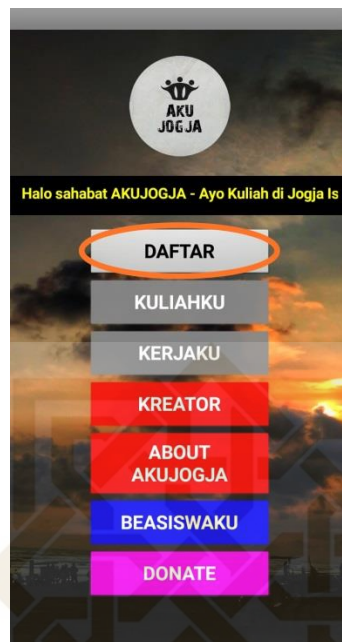 AKU
JOGJA
Halo sahabat AKUJOGJA - Ayo Kuliah di Jogja Is
DAFTAR
KULIAHKU
KERJAKU
KREATOR
ABOUT
AKUJOGJA
BEASISWAKU
DONATE